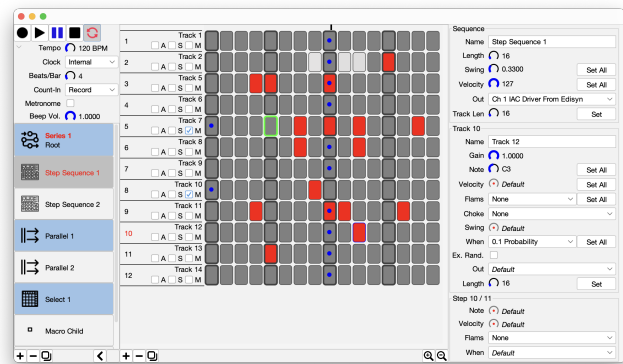 Tempo 120 BPM
Clock Internal
Beats/Bar 4
Count-In Record
Metronome
Beep Vol. 1.0000
Series 1
Root
Step Sequence 1
Step Sequence 2
Parallel 1
Parallel 2
Select 1
Macro Child
1 Track 1
A S M
2 Track 2
A S M
3 Track 5
A S M
4 Track 6
A S M
5 Track 7
A S M
6 Track 8
A S M
7 Track 9
A S M
8 Track 10
A S M
9 Track 11
A S M
10 Track 12
A S M
11 Track 13
A S M
12 Track 14
A S M
Sequence
Name Step Sequence 1
Length 16
Swing 0.3300 Set All
Velocity 127 Set All
Out Ch 1 IAC Driver From Edisyn
Track Len 16 Set
Track 10
Name Track 12
Gain 1.0000
Note C3 Set All
Velocity Default Set All
Flams None Set All
Choke None
Swing Default
When 0.1 Probability Set All
Ex. Rand.
Out Default
Length 16 Set
Step 10 / 11
Note Default
Velocity Default
Flams None
When Default